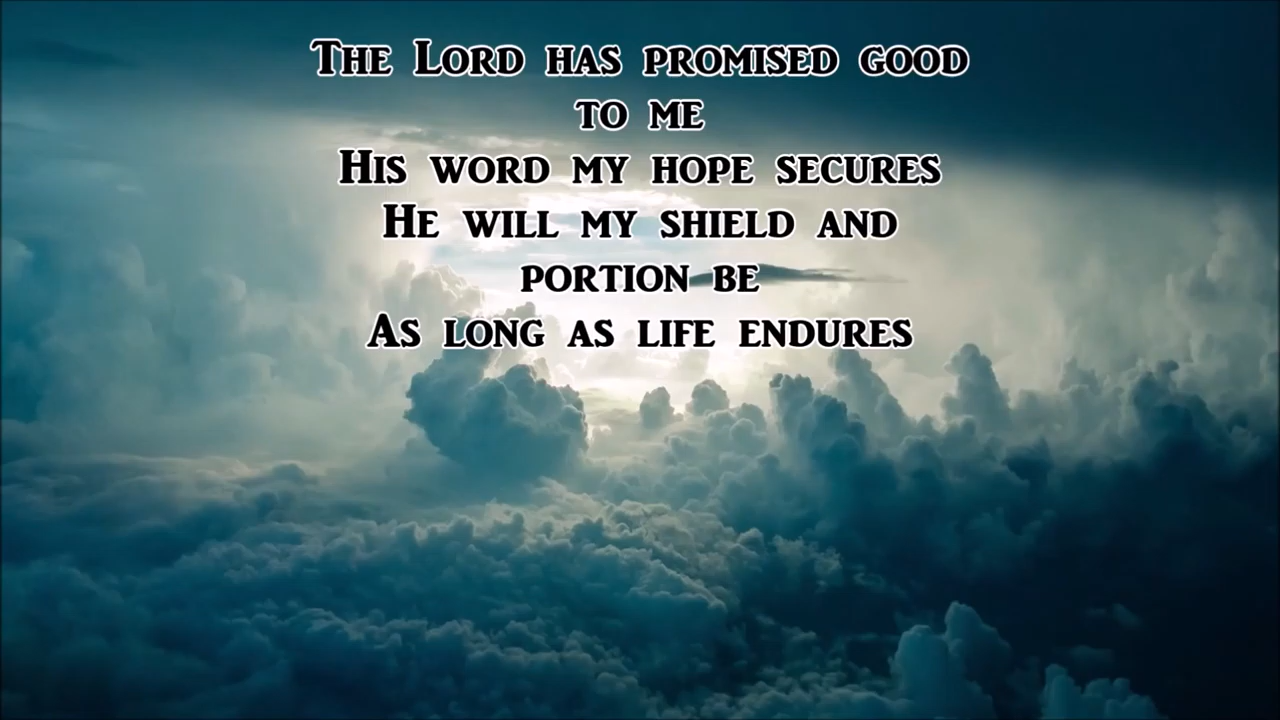 The Lord has promised good
to me
His word my hope secures
He will my shield and
portion be
As long as life endures